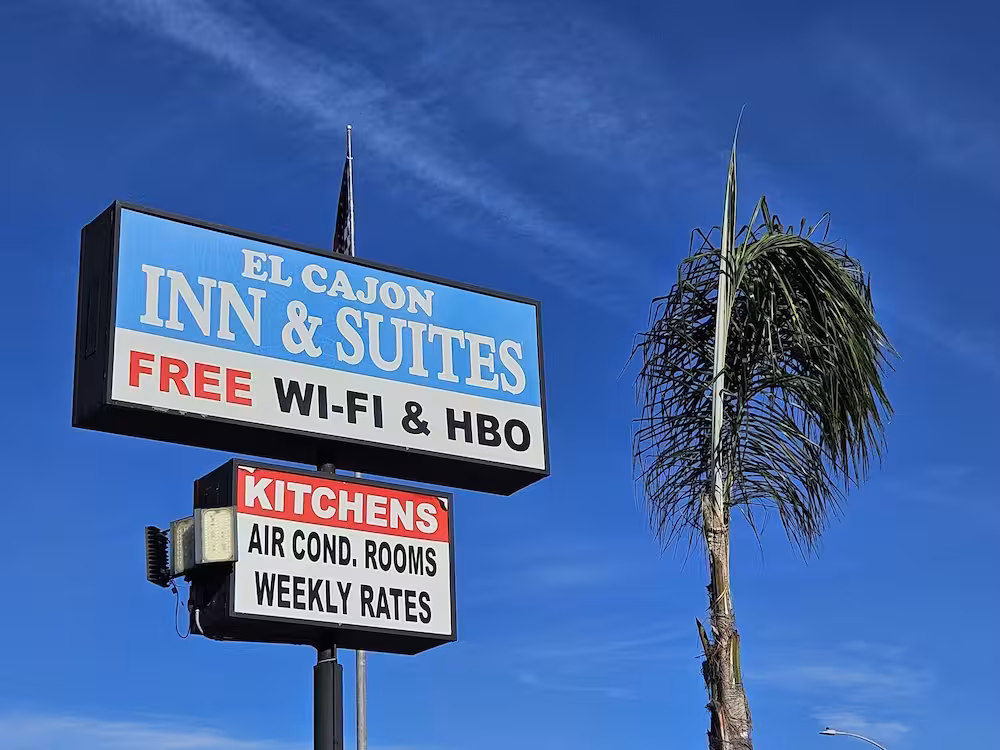 EL CAJON
INN & SUITES
FREE WI-FI & HBO
KITCHENS
AIR COND. ROOMS
WEEKLY RATES